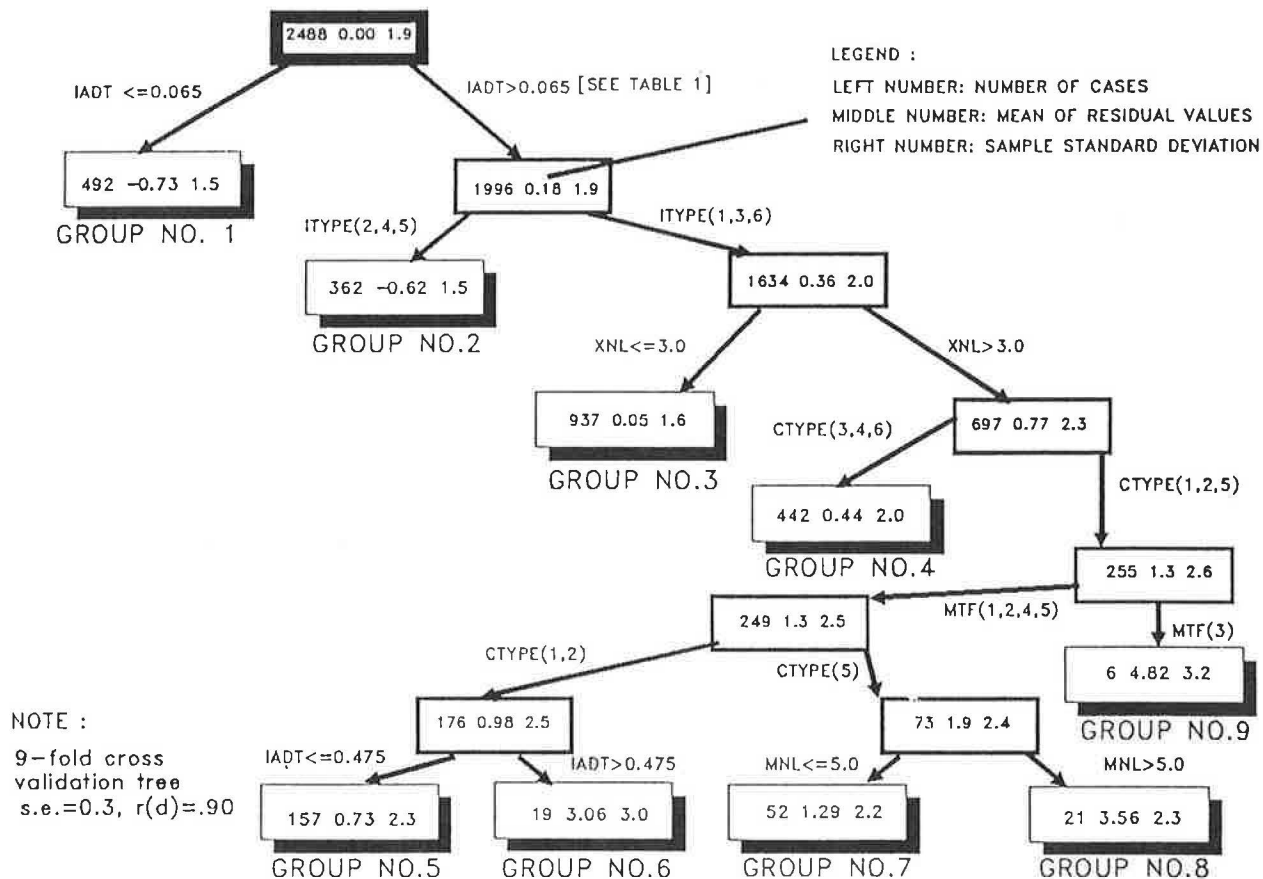 2488 0.00 1.9
LEGEND :
LEFT NUMBER: NUMBER OF CASES
MIDDLE NUMBER: MEAN OF RESIDUAL VALUES
RIGHT NUMBER: SAMPLE STANDARD DEVIATION
IADT <=0.065
IADT>0.065 [SEE TABLE 1]
492 -0.73 1.5
GROUP NO. 1
1996 0.18 1.9
ITYPE(2,4,5)
ITYPE(1,3,6)
362 -0.62 1.5
GROUP NO.2
1634 0.36 2.0
XNL<=3.0
XNL>3.0
937 0.05 1.6
GROUP NO.3
697 0.77 2.3
CTYPE(3,4,6)
CTYPE(1,2,5)
442 0.44 2.0
GROUP NO.4
255 1.3 2.6
MTF(1,2,4,5)
MTF(3)
249 1.3 2.5
6 4.82 3.2
GROUP NO.9
CTYPE(1,2)
CTYPE(5)
176 0.98 2.5
73 1.9 2.4
IADT<=0.475
IADT>0.475
MNL<=5.0
MNL>5.0
157 0.73 2.3
GROUP NO.5
19 3.06 3.0
GROUP NO.6
52 1.29 2.2
GROUP NO.7
21 3.56 2.3
GROUP NO.8
NOTE :
9-fold cross
validation tree
s.e.=0.3, r(d)=.90